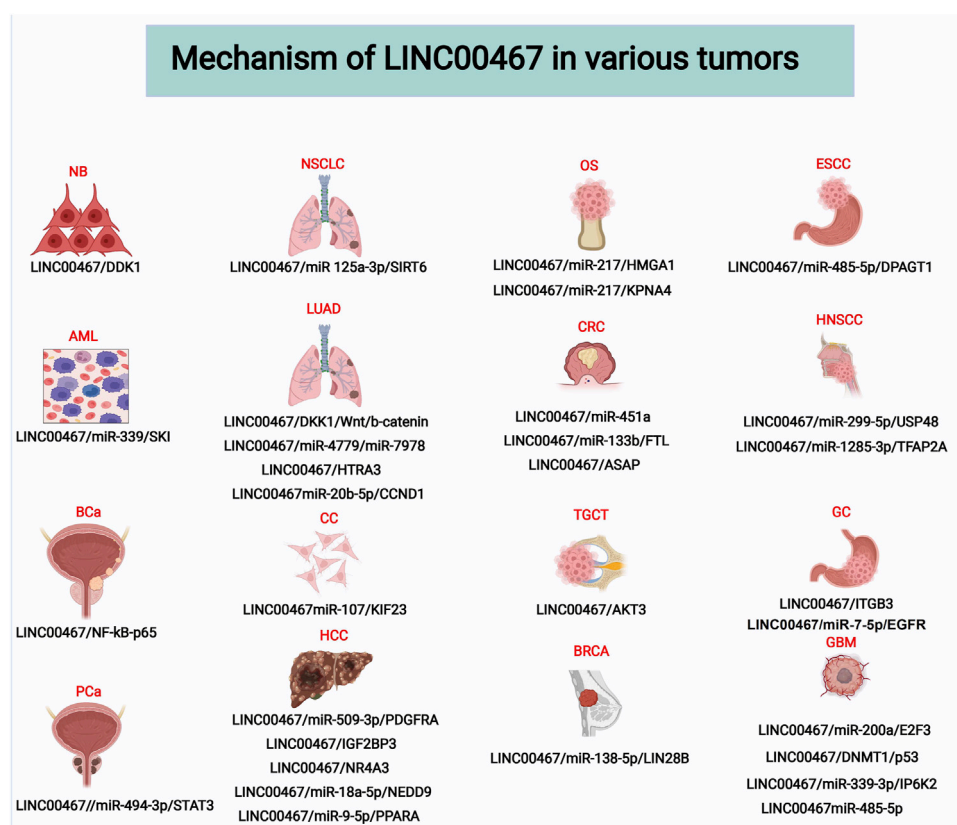 Mechanism of LINC00467 in various tumors
NB
LINC00467/DDK1
NSCLC
LINC00467/miR 125a-3p/SIRT6
OS
LINC00467/miR-217/HMGA1
LINC00467/miR-217/KPNA4
ESCC
LINC00467/miR-485-5p/DPAGT1
AML
LINC00467/miR-339/SKI
LUAD
LINC00467/DKK1/Wnt/b-catenin
LINC00467/miR-4779/miR-7978
LINC00467/HTRA3
LINC00467miR-20b-5p/CCND1
CRC
LINC00467/miR-451a
LINC00467/miR-133b/FTL
LINC00467/ASAP
HNSCC
LINC00467/miR-299-5p/USP48
LINC00467/miR-1285-3p/TFAP2A
BCa
LINC00467/NF-kB-p65
CC
LINC00467miR-107/KIF23
TGCT
LINC00467/AKT3
GC
LINC00467/ITGB3
LINC00467/miR-7-5p/EGFR
PCa
LINC00467//miR-494-3p/STAT3
HCC
LINC00467/miR-509-3p/PDGFRA
LINC00467/IGF2BP3
LINC00467/NR4A3
LINC00467/miR-18a-5p/NEDD9
LINC00467/miR-9-5p/PPARA
BRCA
LINC00467/miR-138-5p/LIN28B
GBM
LINC00467/miR-200a/E2F3
LINC00467/DNMT1/p53
LINC00467/miR-339-3p/IP6K2
LINC00467miR-485-5p